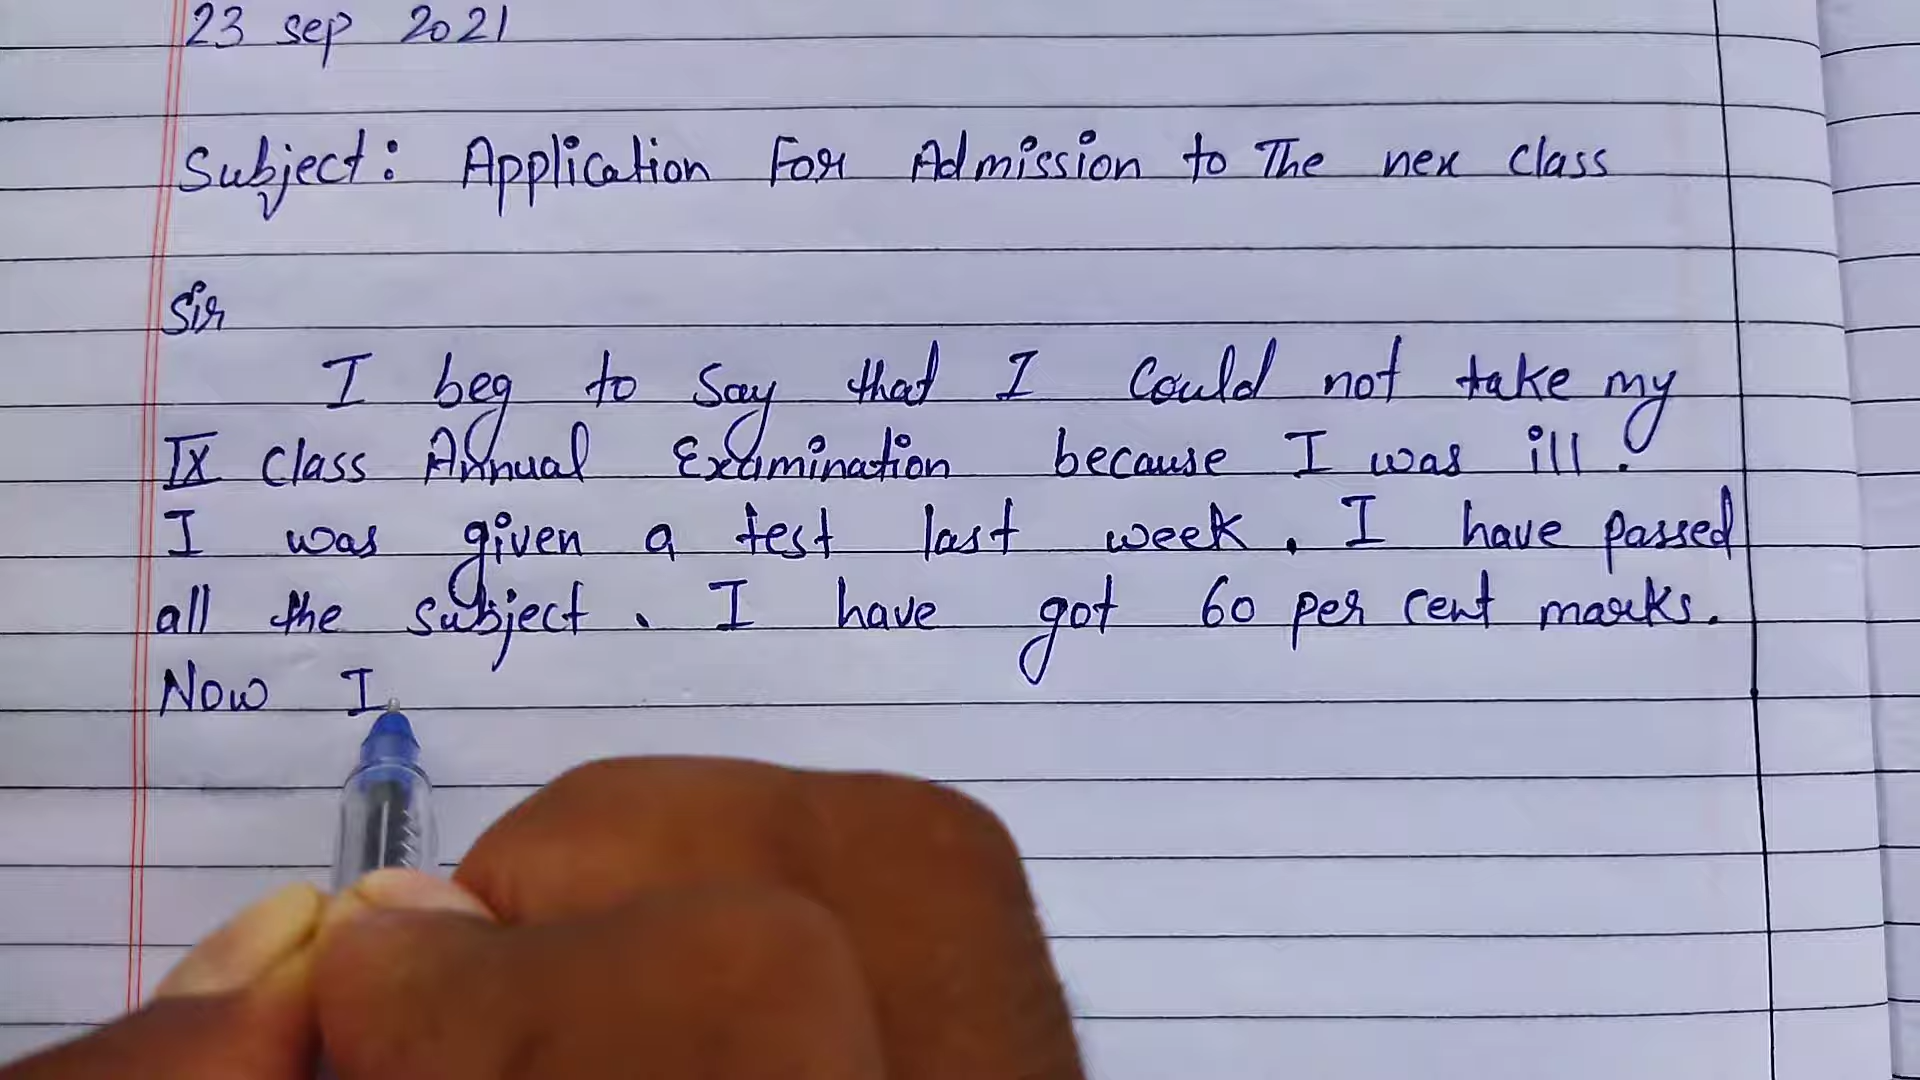 23 sep 2021
Subject: Application For Admission to The nex class
Sir
I beg to say that I could not take my
IX class Annual Examination because I was ill.
I was given a test last week. I have passed
all the subject. I have got 60 per cent marks.
Now I